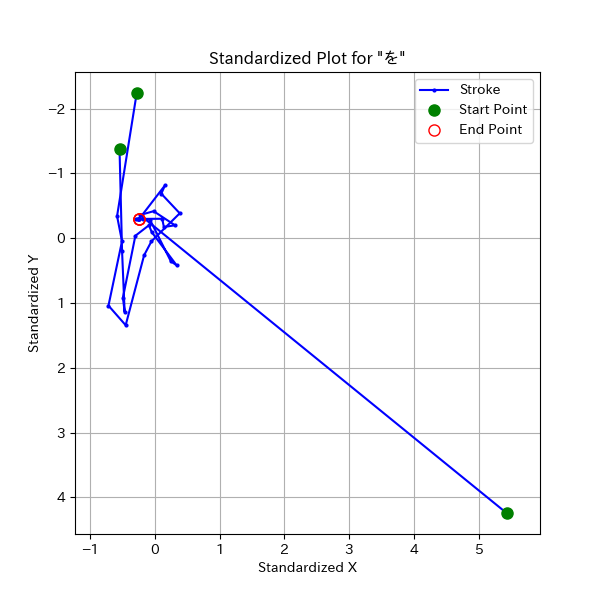 Standardized Plot for "を"
Stroke
Start Point
End Point
−2
−1
0
1
2
3
4
Standardized Y
−1 0 1 2 3 4 5
Standardized X